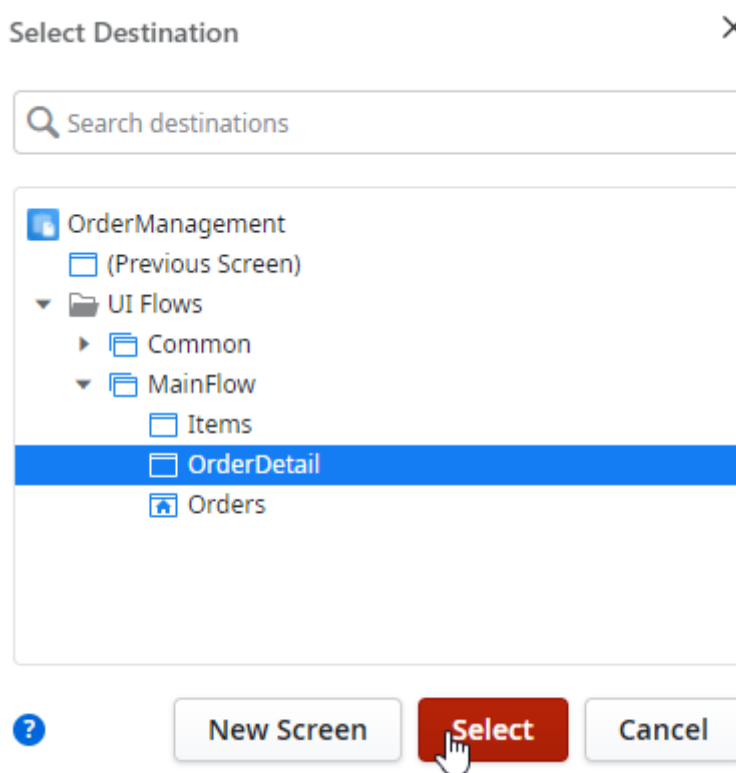 Select Destination
Search destinations
OrderManagement
(Previous Screen)
UI Flows
Common
MainFlow
Items
OrderDetail
Orders
? New Screen Select Cancel